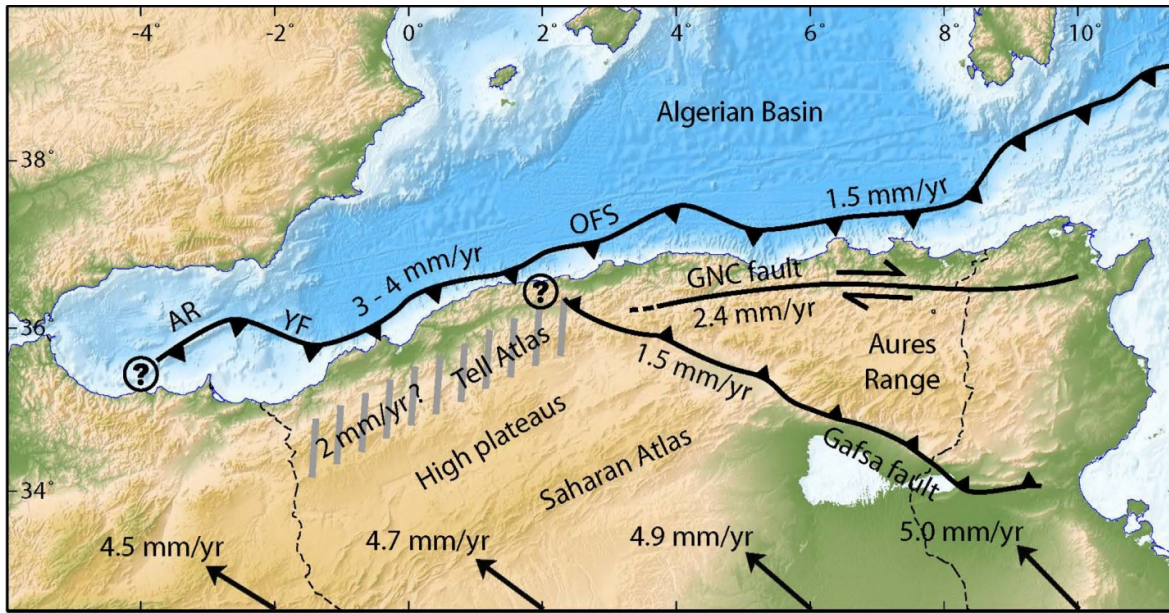 -4° -2° 0° 2° 4° 6° 8° 10°
38°
36°
34°
Algerian Basin
1.5 mm/yr
OFS
3 - 4 mm/yr
GNC fault
2.4 mm/yr
AR
YF
?
?
Tell Atlas
2 mm/yr ?
1.5 mm/yr
Aures
Range
High plateaus
Saharan Atlas
Gafsa fault
4.5 mm/yr
4.7 mm/yr
4.9 mm/yr
5.0 mm/yr